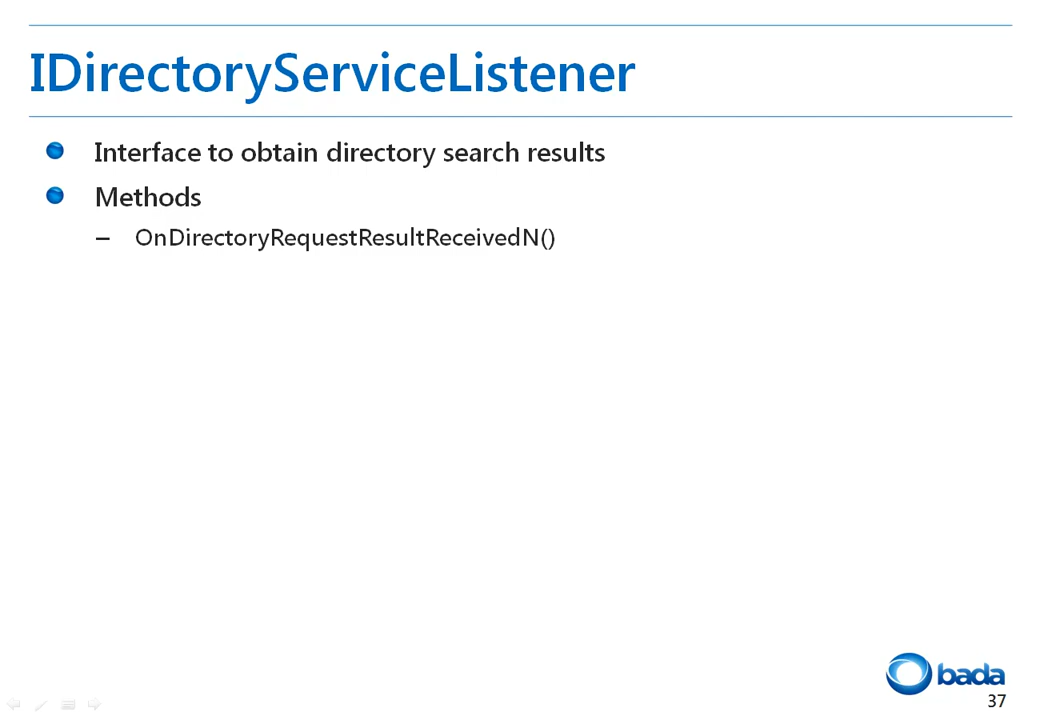 IDirectoryServiceListener
Interface to obtain directory search results
Methods
– OnDirectoryRequestResultReceivedN()
bada
37